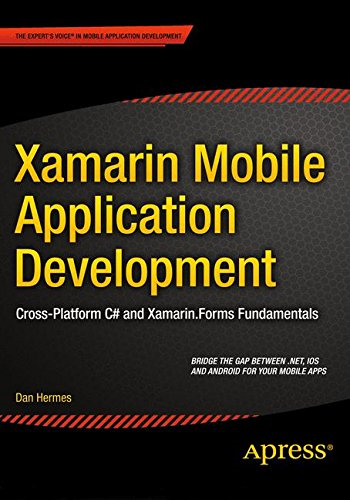 THE EXPERT'S VOICE® IN MOBILE APPLICATION DEVELOPMENT
Xamarin Mobile
Application
Development
Cross-Platform C# and Xamarin.Forms Fundamentals
BRIDGE THE GAP BETWEEN .NET, IOS
AND ANDROID FOR YOUR MOBILE APPS
Dan Hermes
Apress®